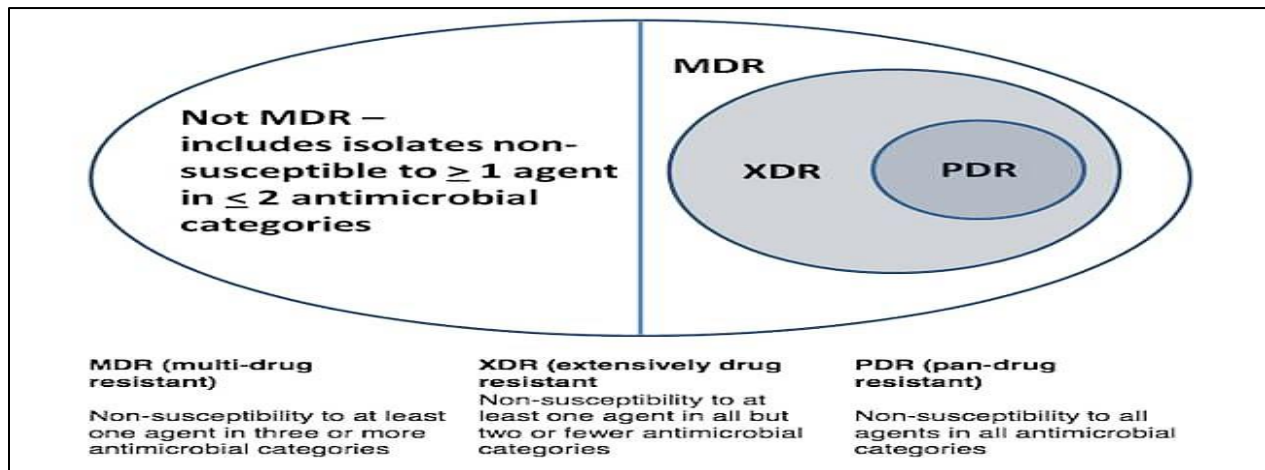 Not MDR –
includes isolates non-
susceptible to ≥ 1 agent
in ≤ 2 antimicrobial
categories
MDR
XDR
PDR
MDR (multi-drug
resistant)
Non-susceptibility to at least
one agent in three or more
antimicrobial categories
XDR (extensively drug
resistant
Non-susceptibility to at
least one agent in all but
two or fewer antimicrobial
categories
PDR (pan-drug
resistant)
Non-susceptibility to all
agents in all antimicrobial
categories